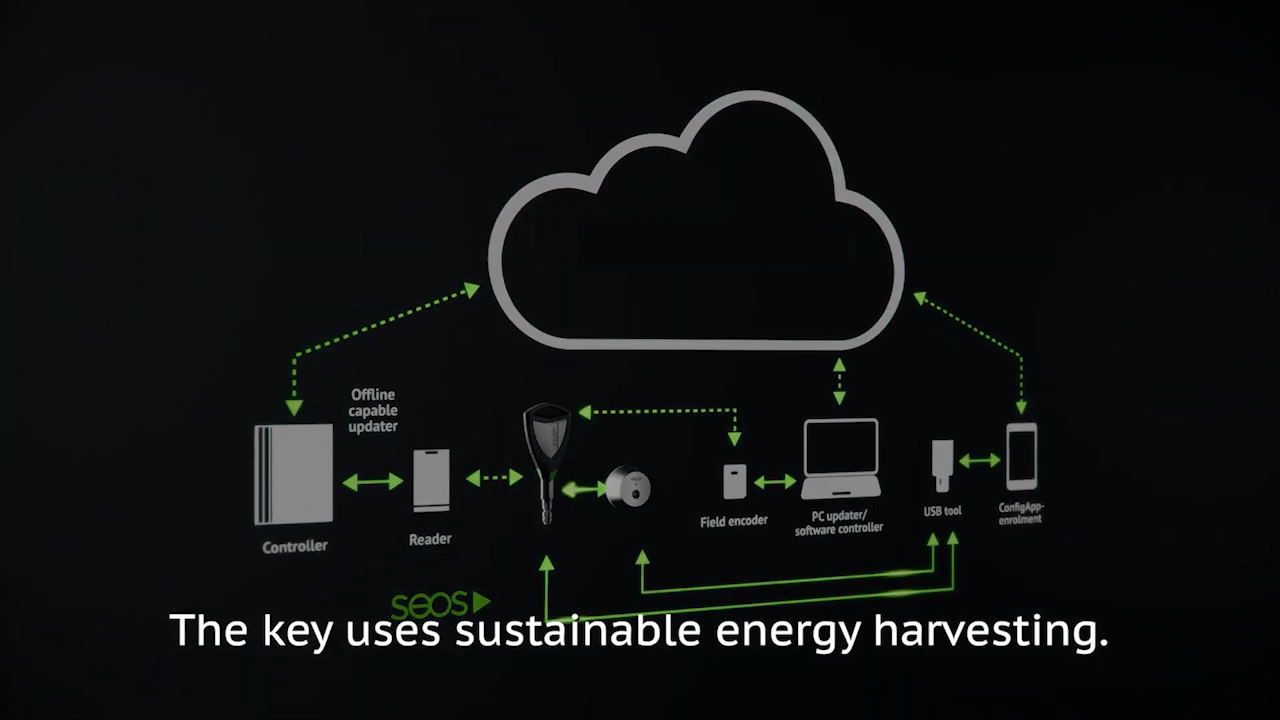 Offline
capable
updater
Controller
Reader
Field encoder
PC updater/
software controller
USB tool
ConfigApp-
enrolment
seos
The key uses sustainable energy harvesting.